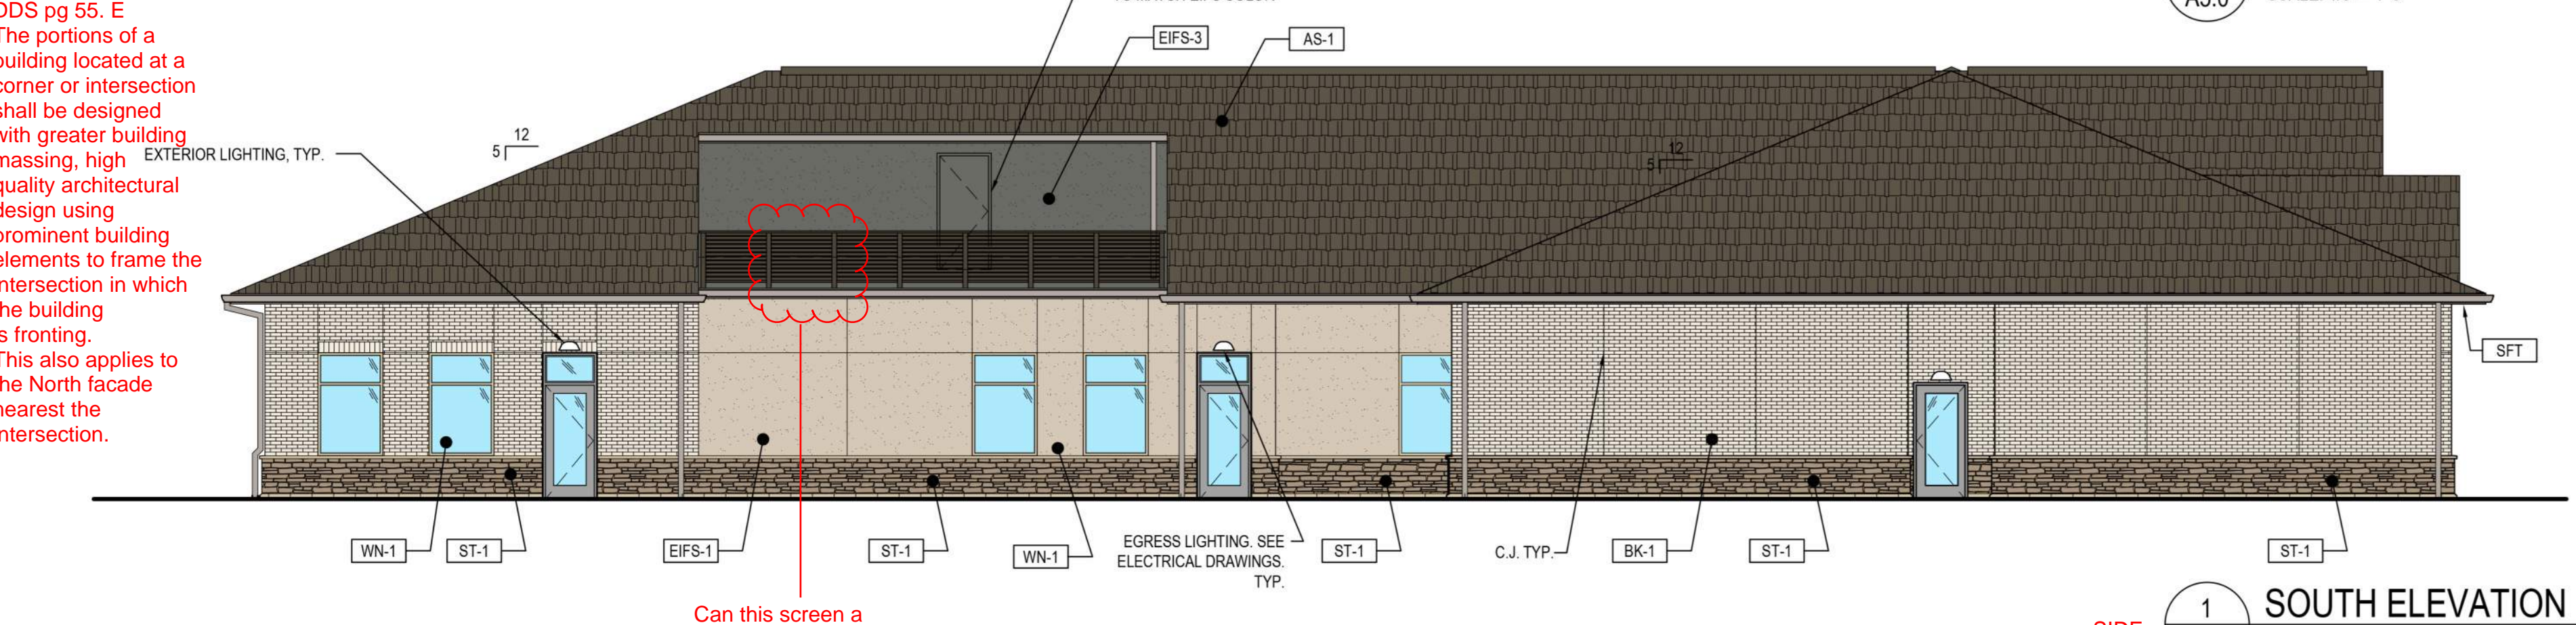 DDS pg 55. E
The portions of a
building located at a
corner or intersection
shall be designed
with greater building
massing, high
quality architectural
design using
prominent building
elements to frame the
intersection in which
the building
is fronting.
This also applies to
the North facade
nearest the
intersection.
EXTERIOR LIGHTING, TYP.
12
5
EIFS-3
AS-1
A3.0
12
5
SFT
WN-1
ST-1
EIFS-1
ST-1
WN-1
EGRESS LIGHTING. SEE
ELECTRICAL DRAWINGS.
TYP.
ST-1
C.J. TYP.
BK-1
ST-1
ST-1
Can this screen a
1
SOUTH ELEVATION